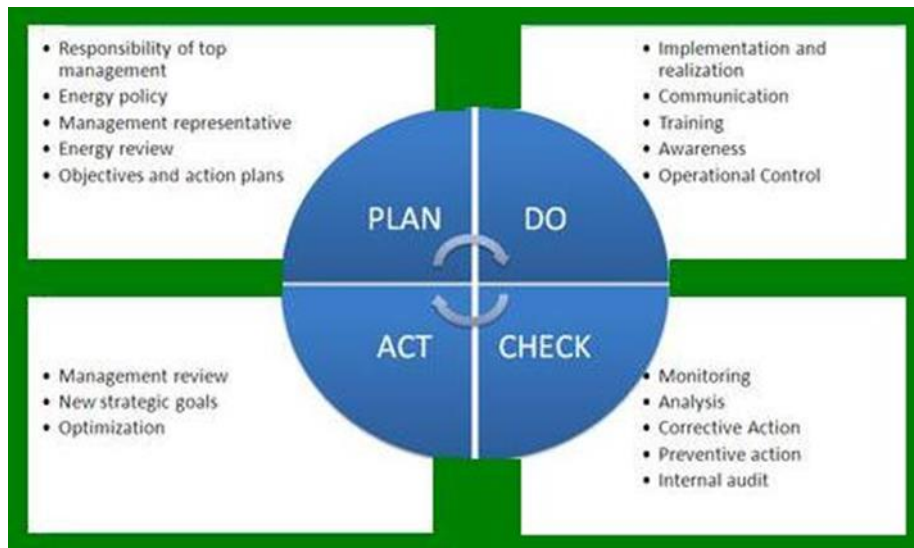 • Responsibility of top
management
• Energy policy
• Management representative
• Energy review
• Objectives and action plans
• Implementation and
realization
• Communication
• Training
• Awareness
• Operational Control
PLAN
DO
ACT
CHECK
• Management review
• New strategic goals
• Optimization
• Monitoring
• Analysis
• Corrective Action
• Preventive action
• Internal audit